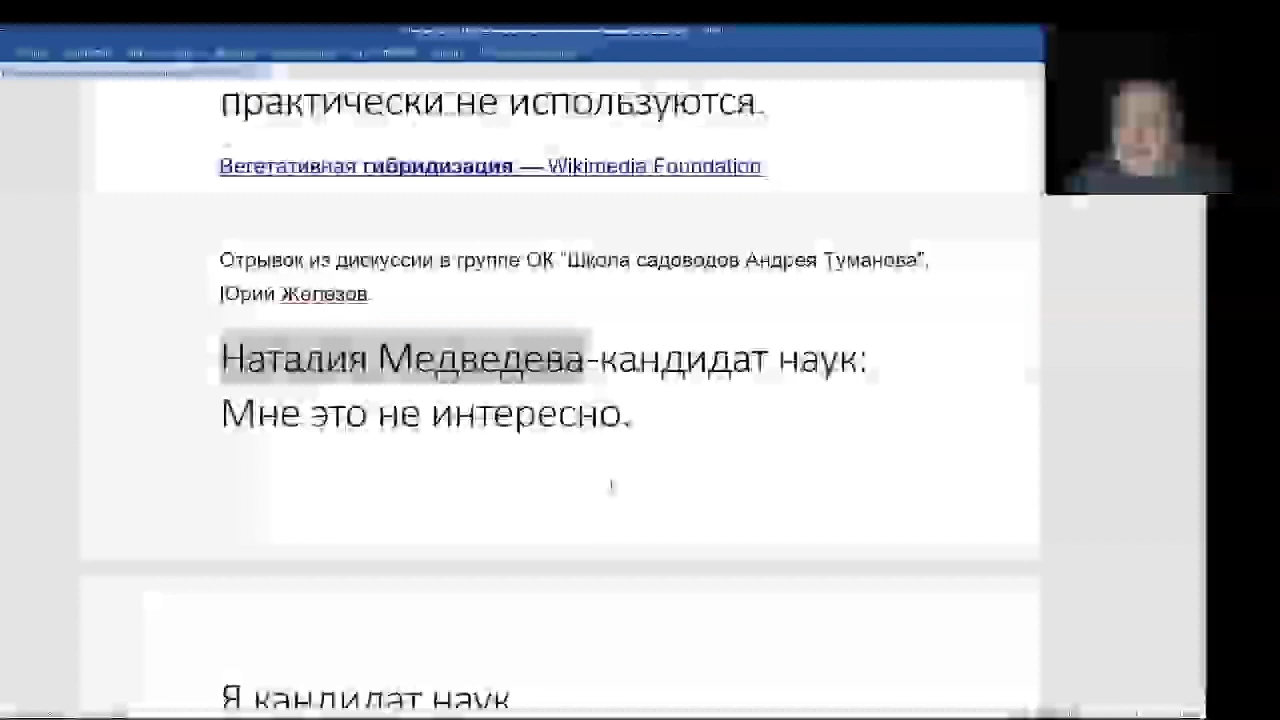 практически не используются.
Вегетативная гибридизация — Wikimedia Foundation
Отрывок из дискуссии в группе ОК "Школа садоводов Андрея Туманова",
Юрий Железов
Наталия Медведева-кандидат наук:
Мне это не интересно.
Я кандидат наук